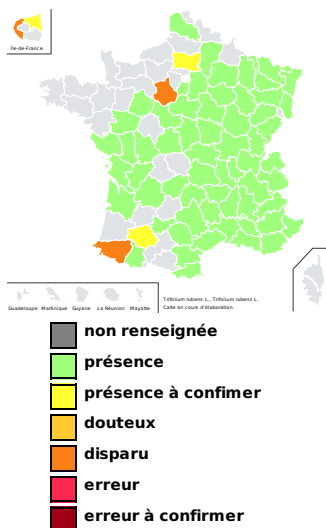 Île-de-France
Guadeloupe Martinique Guyane La Réunion Mayotte
Trifolium rubens L., Trifolium rubens L.
Carte en cours d'élaboration.
non renseignée
présence
présence à confimer
douteux
disparu
erreur
erreur à confirmer